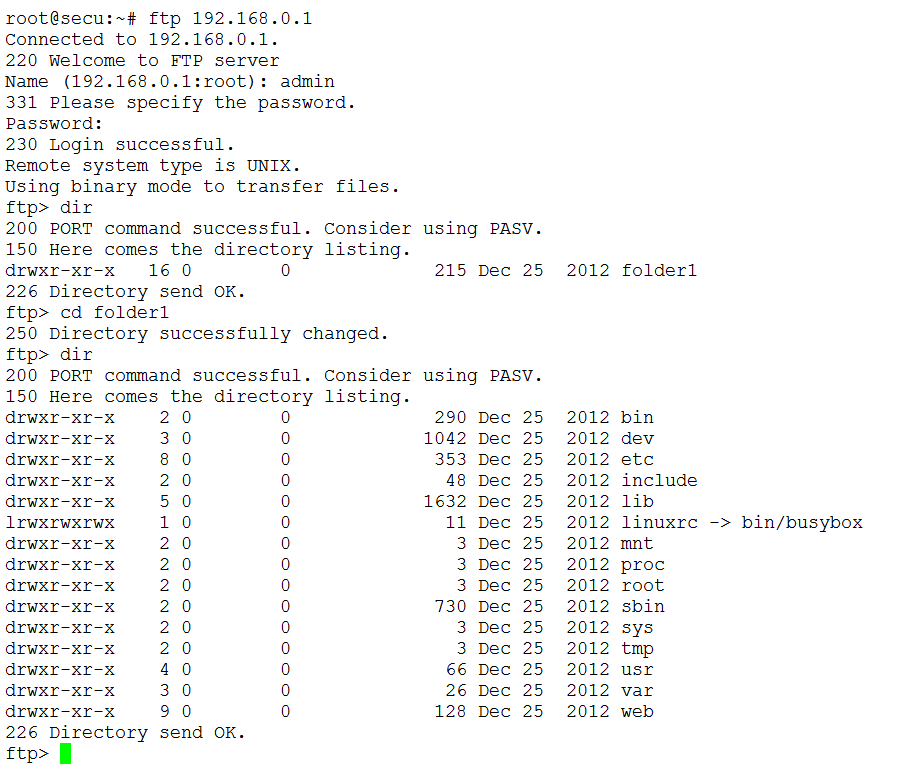 root@secu:~# ftp 192.168.0.1
Connected to 192.168.0.1.
220 Welcome to FTP server
Name (192.168.0.1:root): admin
331 Please specify the password.
Password:
230 Login successful.
Remote system type is UNIX.
Using binary mode to transfer files.
ftp> dir
200 PORT command successful. Consider using PASV.
150 Here comes the directory listing.
drwxr-xr-x   16 0        0             215 Dec 25  2012 folder1
226 Directory send OK.
ftp> cd folder1
250 Directory successfully changed.
ftp> dir
200 PORT command successful. Consider using PASV.
150 Here comes the directory listing.
drwxr-xr-x    2 0        0             290 Dec 25  2012 bin
drwxr-xr-x    3 0        0            1042 Dec 25  2012 dev
drwxr-xr-x    8 0        0             353 Dec 25  2012 etc
drwxr-xr-x    2 0        0              48 Dec 25  2012 include
drwxr-xr-x    5 0        0            1632 Dec 25  2012 lib
lrwxrwxrwx    1 0        0              11 Dec 25  2012 linuxrc -> bin/busybox
drwxr-xr-x    2 0        0               3 Dec 25  2012 mnt
drwxr-xr-x    2 0        0               3 Dec 25  2012 proc
drwxr-xr-x    2 0        0               3 Dec 25  2012 root
drwxr-xr-x    2 0        0             730 Dec 25  2012 sbin
drwxr-xr-x    2 0        0               3 Dec 25  2012 sys
drwxr-xr-x    2 0        0               3 Dec 25  2012 tmp
drwxr-xr-x    4 0        0              66 Dec 25  2012 usr
drwxr-xr-x    3 0        0              26 Dec 25  2012 var
drwxr-xr-x    9 0        0             128 Dec 25  2012 web
226 Directory send OK.
ftp>